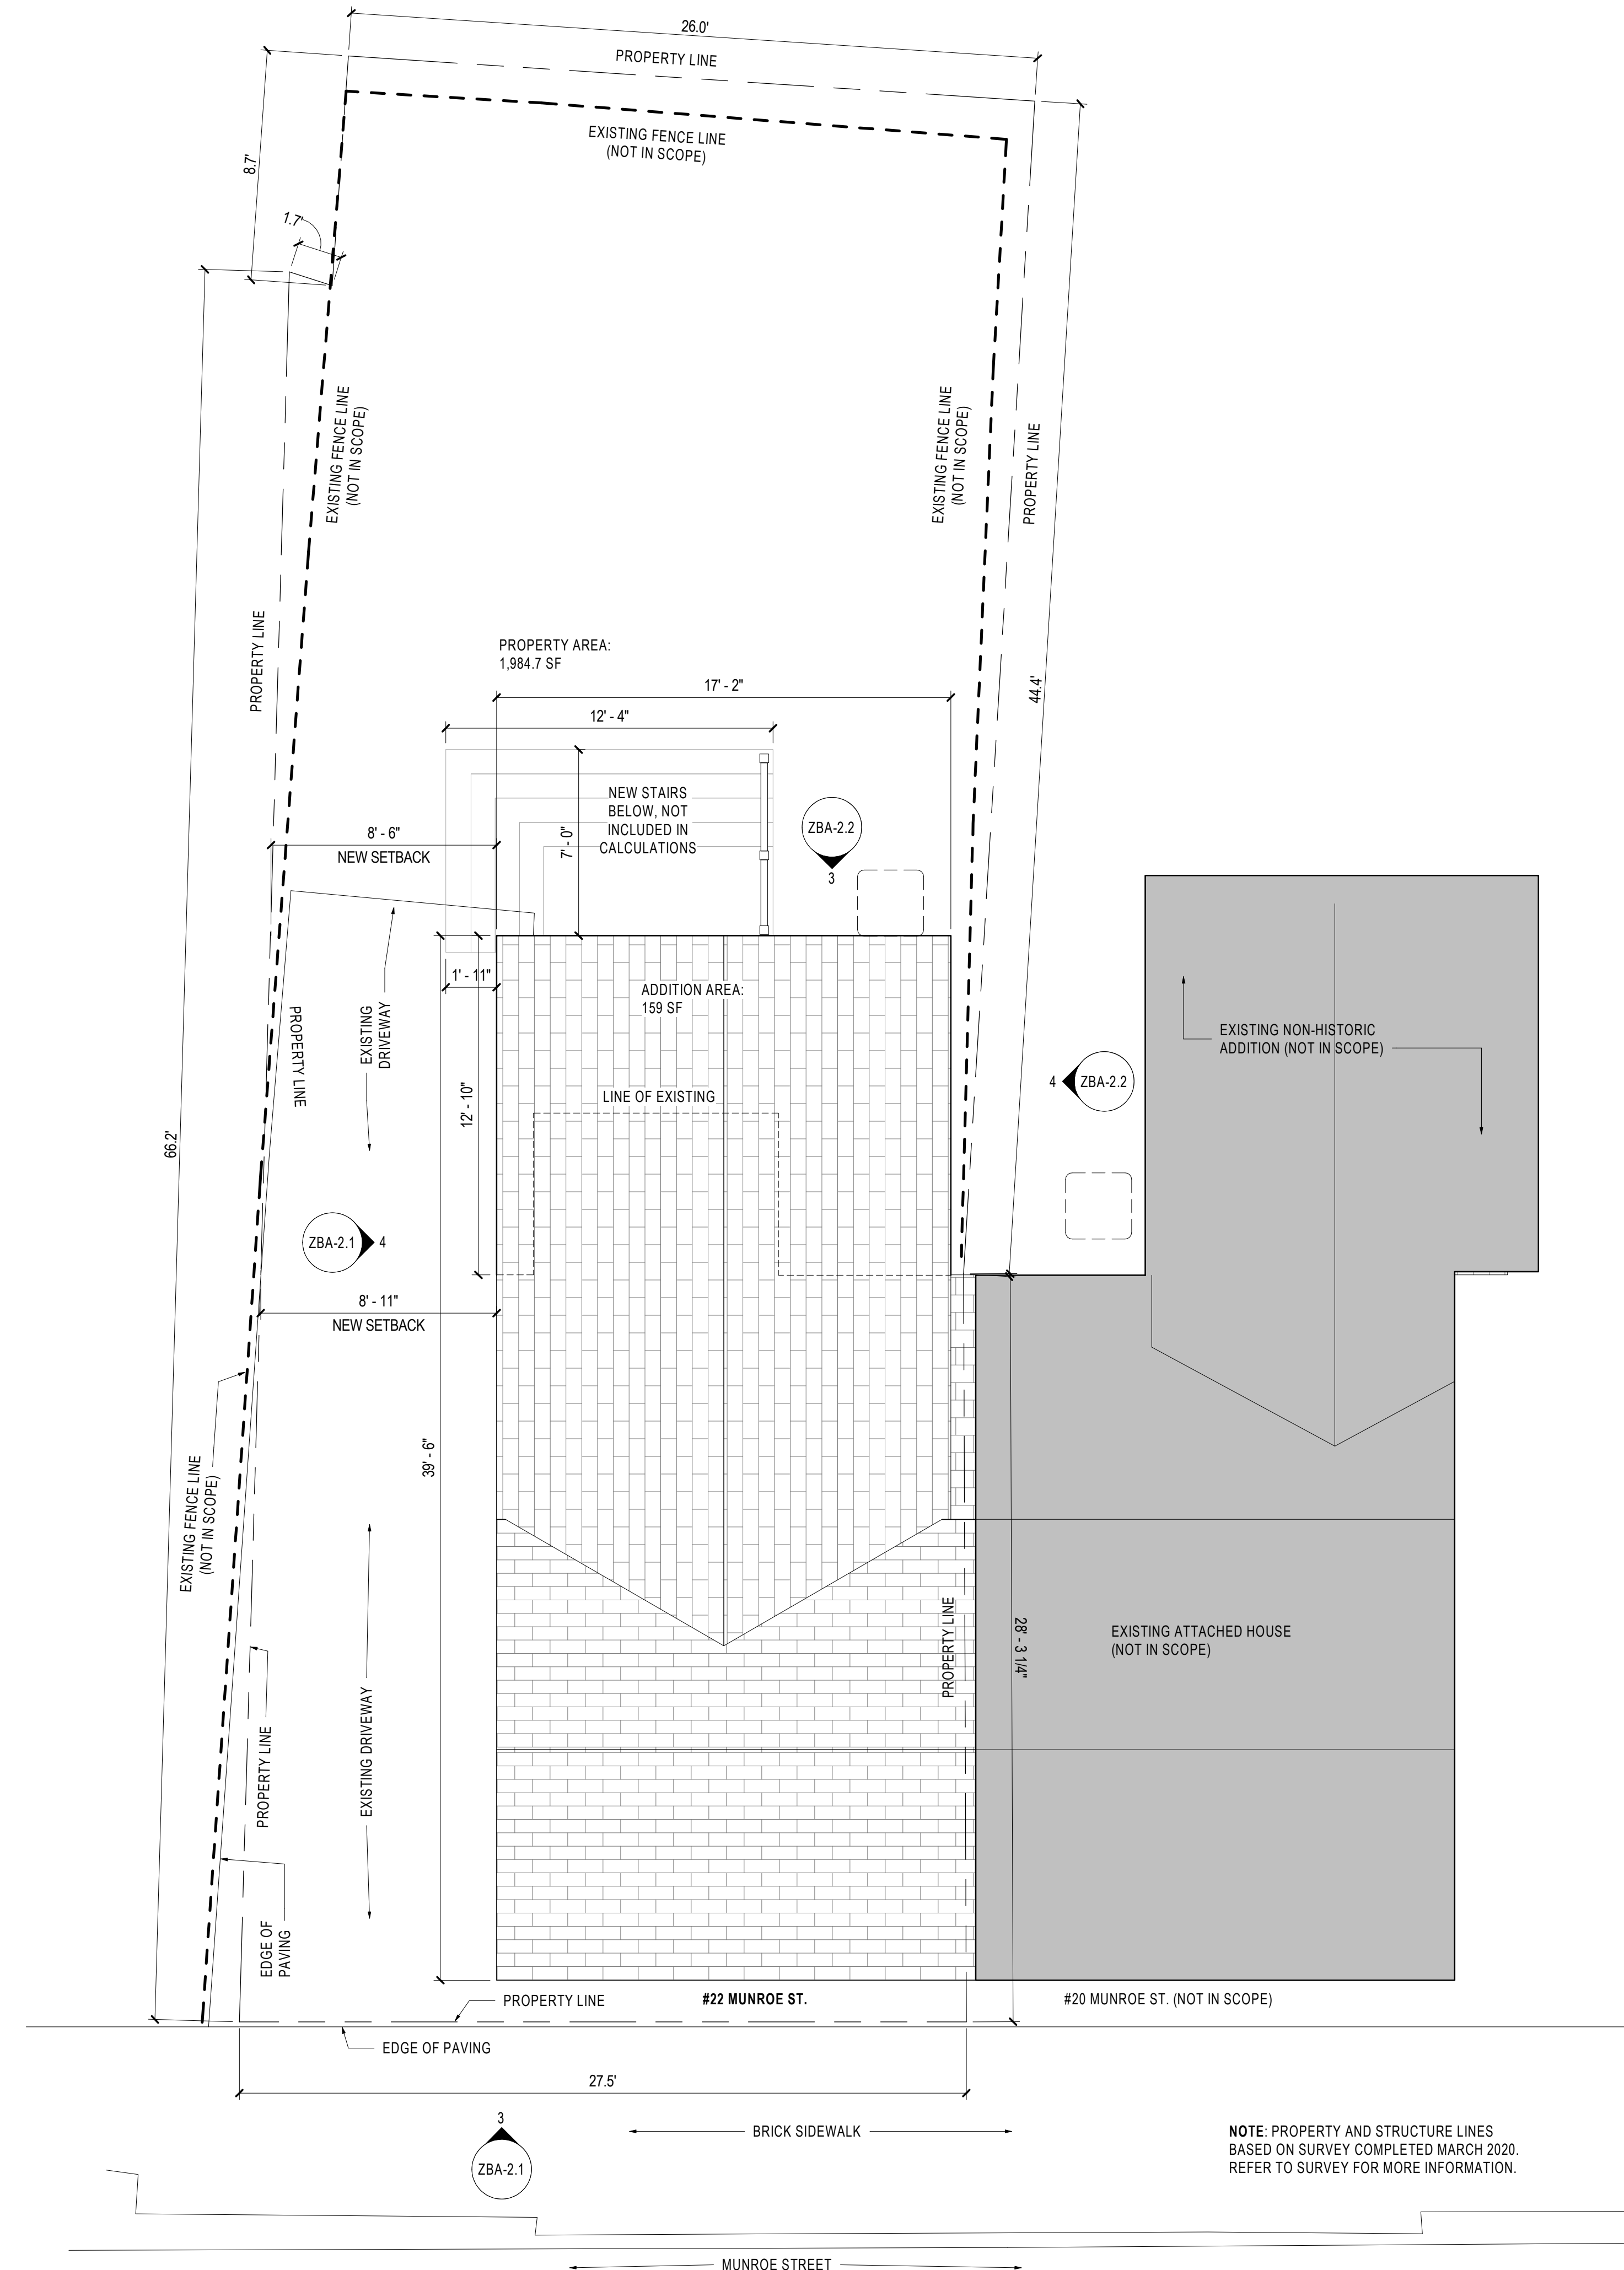 26.0'
PROPERTY LINE
8.7'
EXISTING FENCE LINE
(NOT IN SCOPE)
1.7'
EXISTING FENCE LINE
(NOT IN SCOPE)
EXISTING FENCE LINE
(NOT IN SCOPE)
PROPERTY LINE
PROPERTY LINE
PROPERTY AREA:
1,984.7 SF
17' - 2"
44.4'
12' - 4"
NEW STAIRS
BELOW, NOT
INCLUDED IN
CALCULATIONS
7' - 0"
ZBA-2.2
3
8' - 6"
NEW SETBACK
1' - 11"
ADDITION AREA:
159 SF
EXISTING
DRIVEWAY
PROPERTY LINE
EXISTING NON-HISTORIC
ADDITION (NOT IN SCOPE)
4
ZBA-2.2
12' - 10"
LINE OF EXISTING
66.2'
ZBA-2.1
4
8' - 11"
NEW SETBACK
39' - 6"
EXISTING FENCE LINE
(NOT IN SCOPE)
PROPERTY LINE
28' - 3 1/4"
EXISTING ATTACHED HOUSE
(NOT IN SCOPE)
PROPERTY LINE
EXISTING DRIVEWAY
EDGE OF
PAVING
PROPERTY LINE
#22 MUNROE ST.
#20 MUNROE ST. (NOT IN SCOPE)
EDGE OF PAVING
27.5'
3
ZBA-2.1
BRICK SIDEWALK
NOTE: PROPERTY AND STRUCTURE LINES
BASED ON SURVEY COMPLETED MARCH 2020.
REFER TO SURVEY FOR MORE INFORMATION.
MUNROE STREET